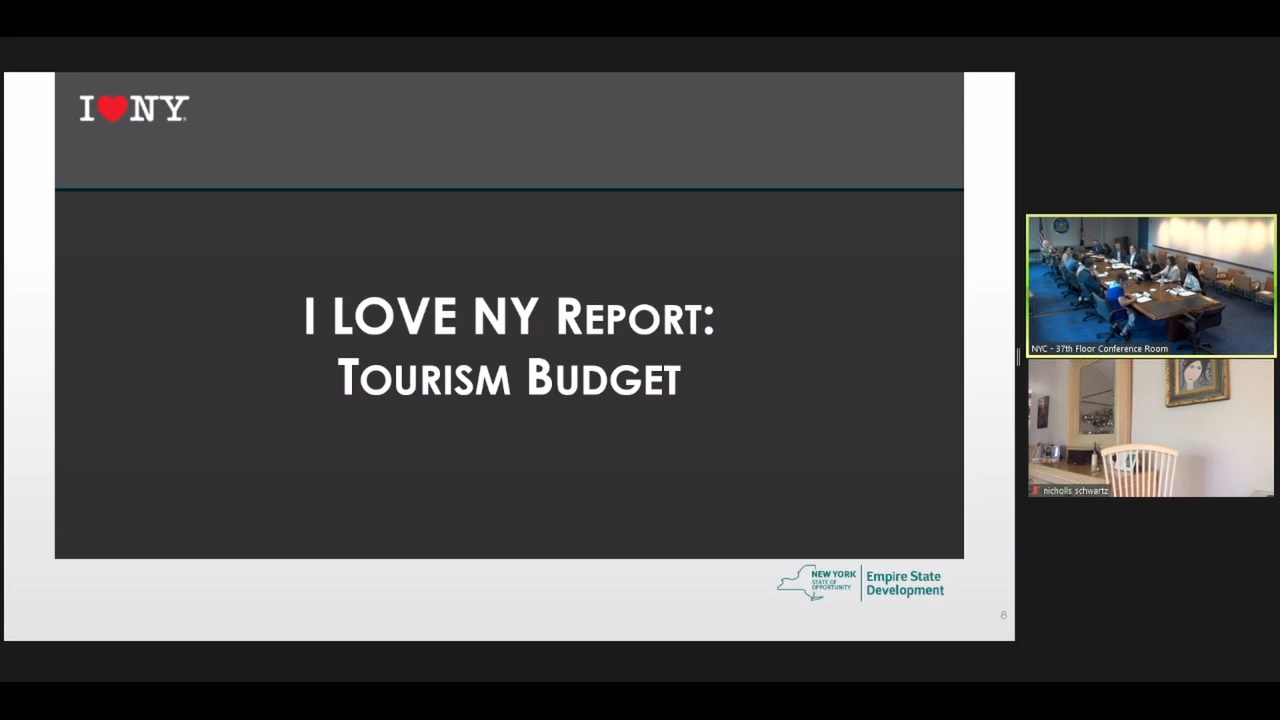 I❤NY
I LOVE NY REPORT:
TOURISM BUDGET
NEW YORK
STATE OF
OPPORTUNITY
Empire State
Development
8
NYC - 37th Floor Conference Room
nicholls schwartz